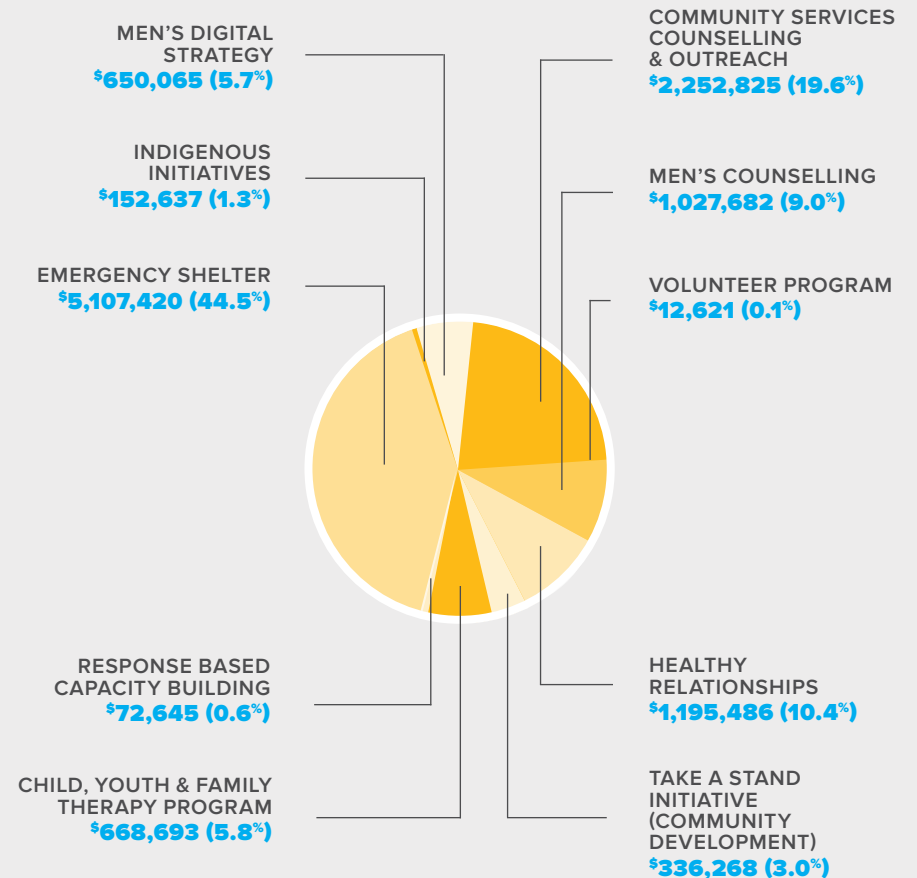 MEN'S DIGITAL
STRATEGY
$650,065 (5.7%)
INDIGENOUS
INITIATIVES
$152,637 (1.3%)
EMERGENCY SHELTER
$5,107,420 (44.5%)
COMMUNITY SERVICES
COUNSELLING
& OUTREACH
$2,252,825 (19.6%)
MEN'S COUNSELLING
$1,027,682 (9.0%)
VOLUNTEER PROGRAM
$12,621 (0.1%)
RESPONSE BASED
CAPACITY BUILDING
$72,645 (0.6%)
CHILD, YOUTH & FAMILY
THERAPY PROGRAM
$668,693 (5.8%)
HEALTHY
RELATIONSHIPS
$1,195,486 (10.4%)
TAKE A STAND
INITIATIVE
(COMMUNITY
DEVELOPMENT)
$336,268 (3.0%)